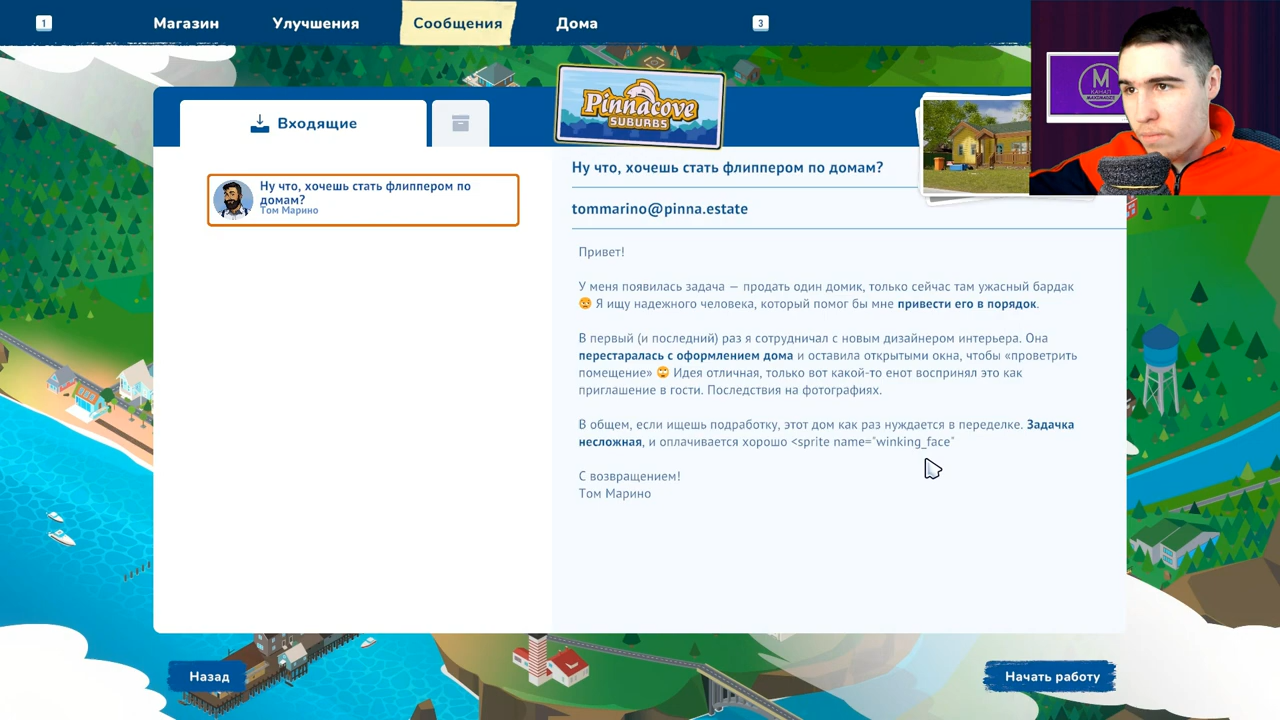 1
Магазин
Улучшения
Сообщения
Дома
3
Входящие
Pinnacove
SUBURBS
Ну что, хочешь стать флиппером по
домам?
Том Марино
Ну что, хочешь стать флиппером по домам?
tommarino@pinna.estate
Привет!
У меня появилась задача — продать один домик, только сейчас там ужасный бардак
Я ищу надежного человека, который помог бы мне привести его в порядок.
В первый (и последний) раз я сотрудничал с новым дизайнером интерьера. Она
перестаралась с оформлением дома и оставила открытыми окна, чтобы «проветрить
помещение» Идея отличная, только вот какой-то енот воспринял это как
приглашение в гости. Последствия на фотографиях.
В общем, если ищешь подработку, этот дом как раз нуждается в переделке. Задачка
несложная, и оплачивается хорошо <sprite name="winking_face"
С возвращением!
Том Марино
M
КАНАЛ
Назад
Начать работу